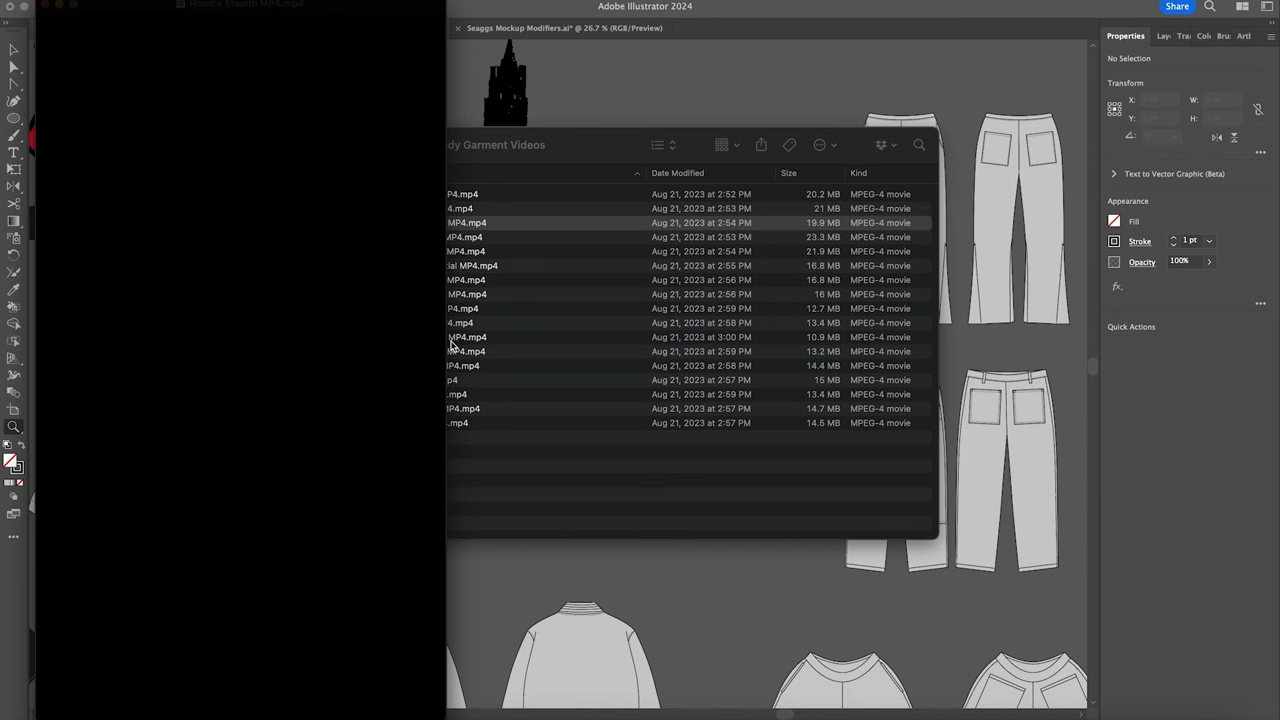 Hoodie Stealth MP4.mp4
Adobe Illustrator 2024
Share
× Seaggs Mockup Modifiers.ai* @ 26.7 % (RGB/Preview)
Properties
Lay
Tra
Col
Bru
Artl
No Selection
Transform
X:
W:
Y:
H:
Text to Vector Graphic (Beta)
Appearance
Fill
Stroke
1 pt
Opacity
100%
fx.
Quick Actions
dy Garment Videos
Date Modified
Size
Kind
P4.mp4 Aug 21, 2023 at 2:52 PM 20.2 MB MPEG-4 movie
4.mp4 Aug 21, 2023 at 2:53 PM 21 MB MPEG-4 movie
MP4.mp4 Aug 21, 2023 at 2:54 PM 19.9 MB MPEG-4 movie
MP4.mp4 Aug 21, 2023 at 2:53 PM 23.3 MB MPEG-4 movie
MP4.mp4 Aug 21, 2023 at 2:54 PM 21.9 MB MPEG-4 movie
ial MP4.mp4 Aug 21, 2023 at 2:55 PM 16.8 MB MPEG-4 movie
MP4.mp4 Aug 21, 2023 at 2:56 PM 16.8 MB MPEG-4 movie
MP4.mp4 Aug 21, 2023 at 2:56 PM 16 MB MPEG-4 movie
P4.mp4 Aug 21, 2023 at 2:59 PM 12.7 MB MPEG-4 movie
4.mp4 Aug 21, 2023 at 2:58 PM 13.4 MB MPEG-4 movie
MP4.mp4 Aug 21, 2023 at 3:00 PM 10.9 MB MPEG-4 movie
MP4.mp4 Aug 21, 2023 at 2:59 PM 13.2 MB MPEG-4 movie
MP4.mp4 Aug 21, 2023 at 2:58 PM 14.4 MB MPEG-4 movie
p4 Aug 21, 2023 at 2:57 PM 15 MB MPEG-4 movie
.mp4 Aug 21, 2023 at 2:59 PM 13.4 MB MPEG-4 movie
MP4.mp4 Aug 21, 2023 at 2:57 PM 14.7 MB MPEG-4 movie
.mp4 Aug 21, 2023 at 2:57 PM 14.5 MB MPEG-4 movie